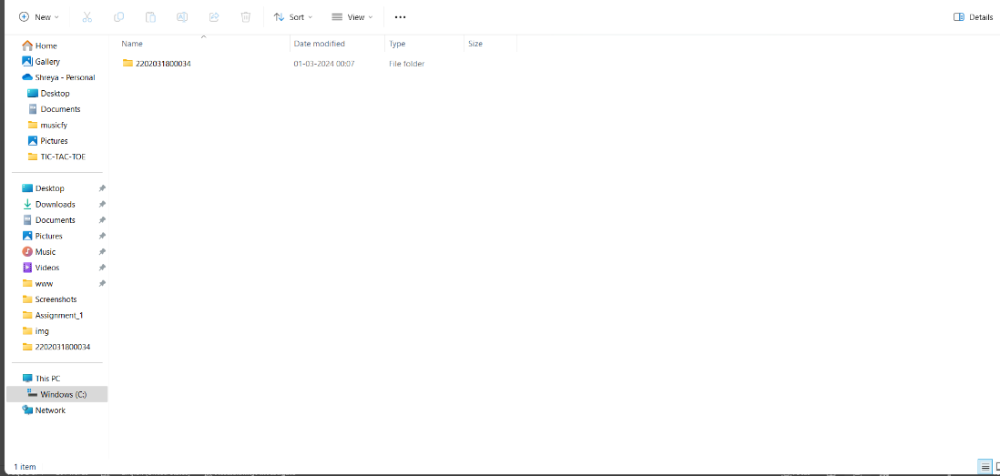 New Sort View ••• Details
Name Date modified Type Size
2202031800034 01-03-2024 00:07 File folder
Home
Gallery
Shreya - Personal
Desktop
Documents
musicfy
Pictures
TIC-TAC-TOE
Desktop
Downloads
Documents
Pictures
Music
Videos
www
Screenshots
Assignment_1
img
2202031800034
This PC
Windows (C:)
Network
1 item